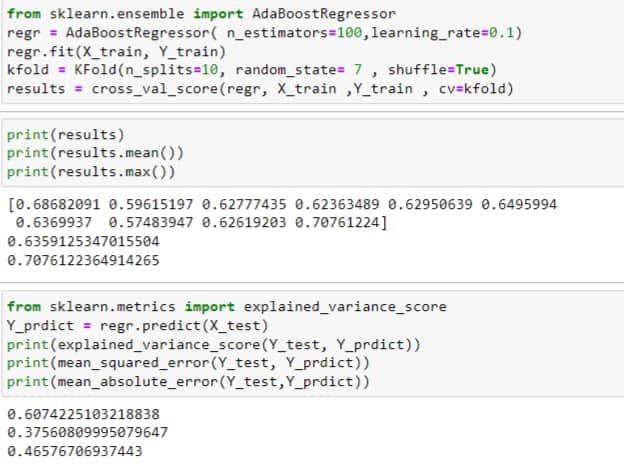 from sklearn.ensemble import AdaBoostRegressor
regr = AdaBoostRegressor( n_estimators=100,learning_rate=0.1)
regr.fit(X_train, Y_train)
kfold = KFold(n_splits=10, random_state= 7 , shuffle=True)
results = cross_val_score(regr, X_train ,Y_train , cv=kfold)
print(results)
print(results.mean())
print(results.max())
[0.68682091 0.59615197 0.62777435 0.62363489 0.62950639 0.6495994
 0.6369937  0.57483947 0.62619203 0.70761224]
0.6359125347015504
0.7076122364914265
from sklearn.metrics import explained_variance_score
Y_prdict = regr.predict(X_test)
print(explained_variance_score(Y_test, Y_prdict))
print(mean_squared_error(Y_test, Y_prdict))
print(mean_absolute_error(Y_test,Y_prdict))
0.6074225103218838
0.37560809995079647
0.46576706937443